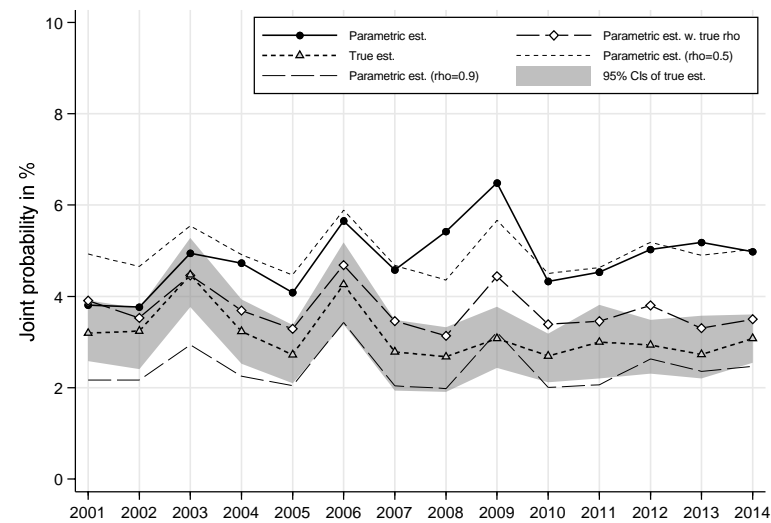 Parametric est.
Parametric est. w. true rho
True est.
Parametric est. (rho=0.5)
Parametric est. (rho=0.9)
95% CIs of true est.
Joint probability in %
10
8
6
4
2
0
2001 2002 2003 2004 2005 2006 2007 2008 2009 2010 2011 2012 2013 2014